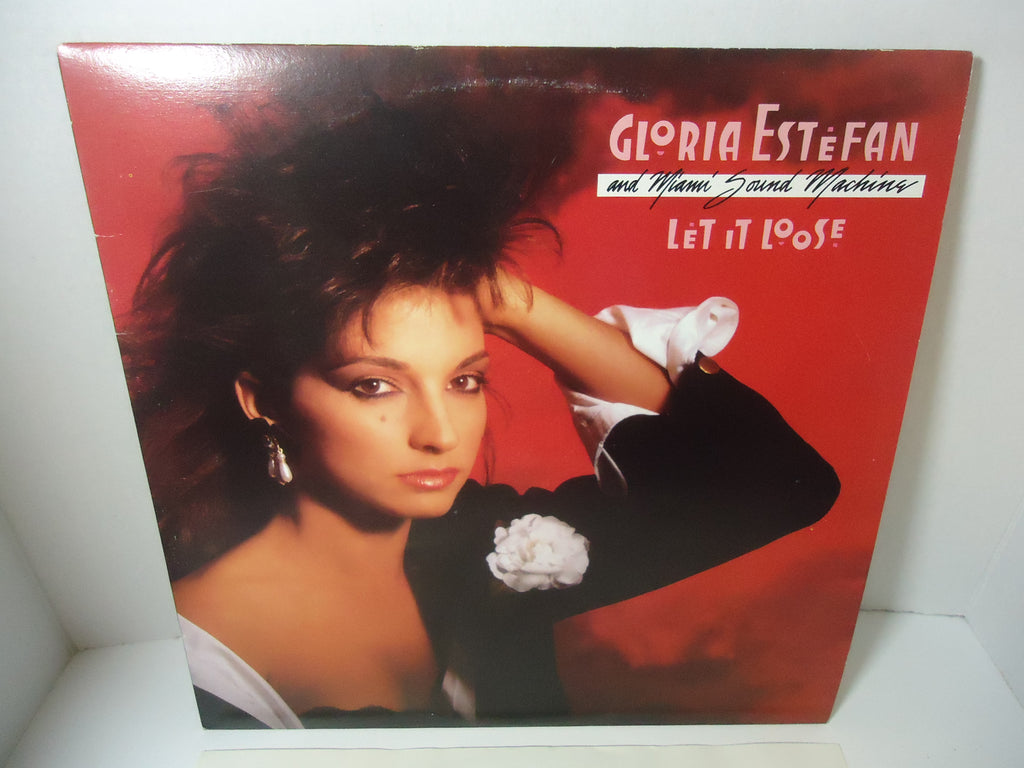 GLORIA ESTEFAN
and Miami Sound Machine
LET IT LOOSE